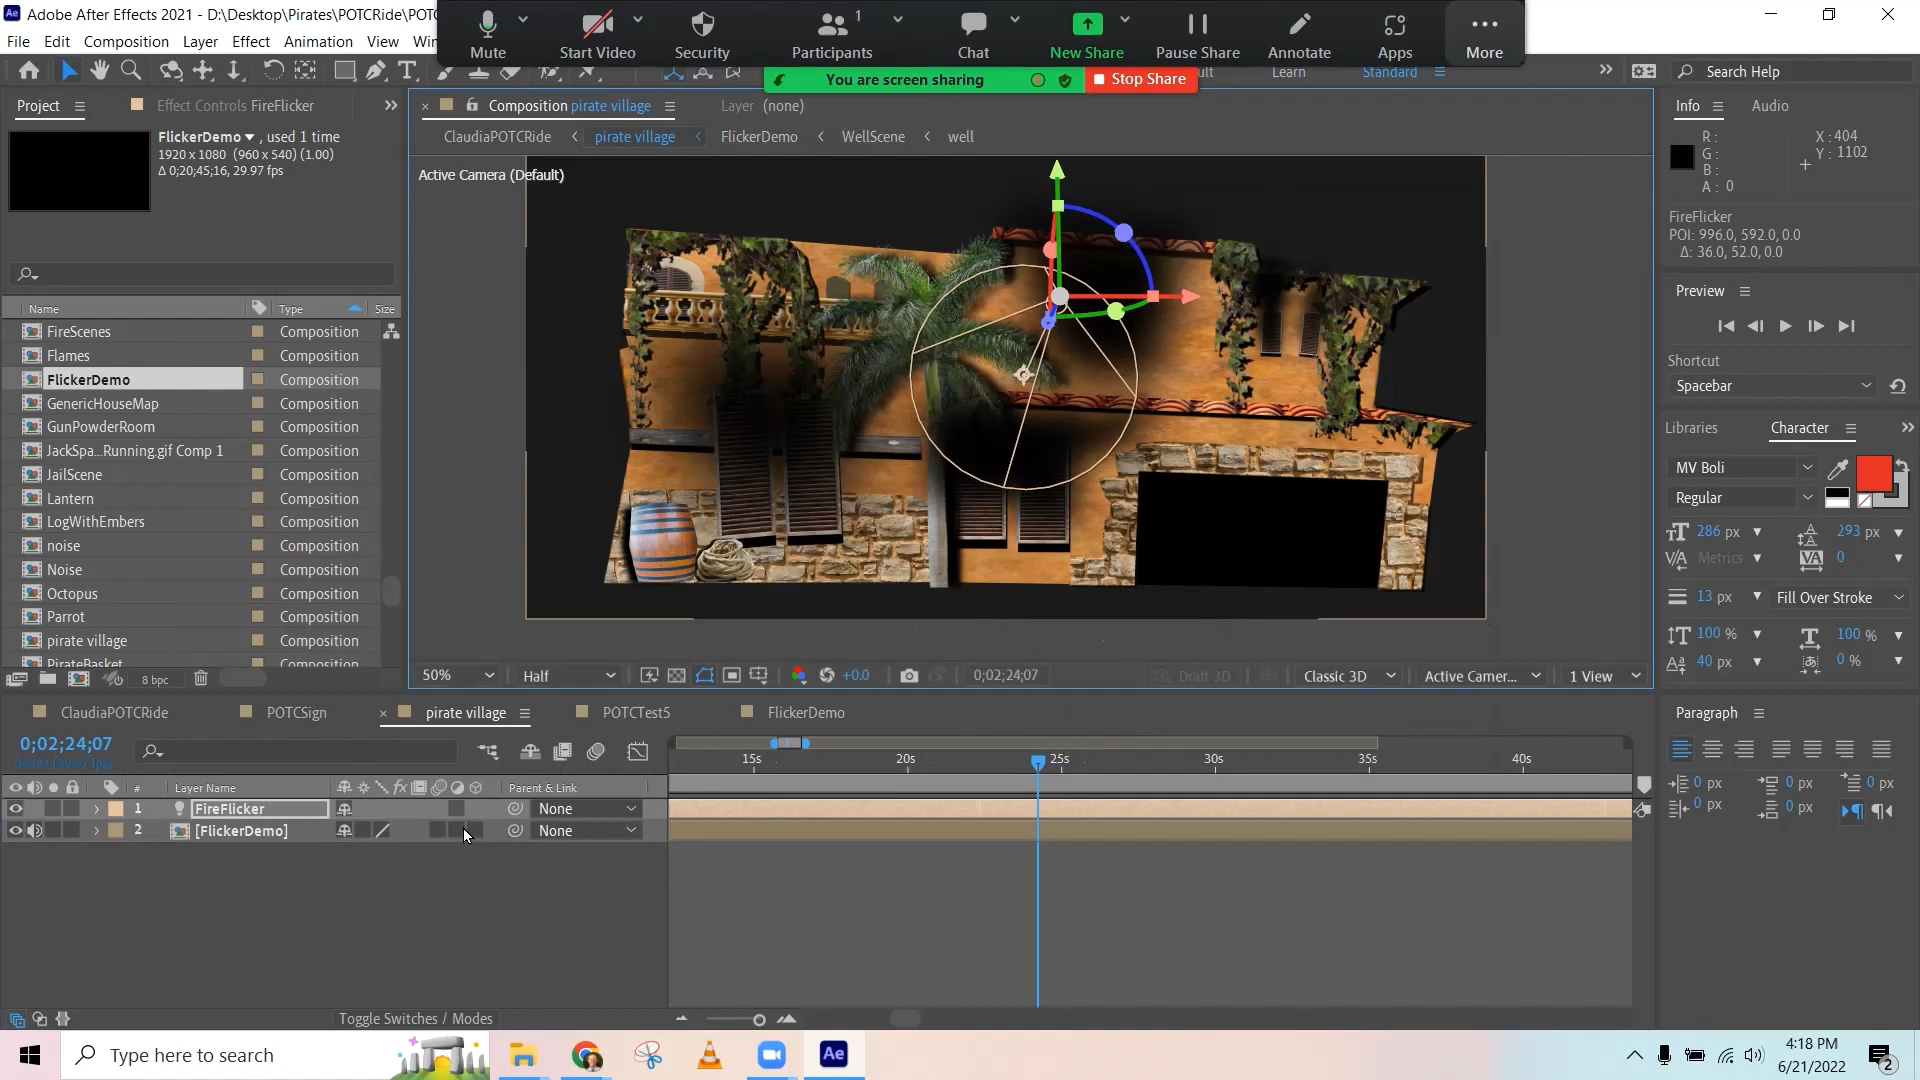 Adobe After Effects 2021 - D:\Desktop\Pirates\POTCRide\POTC
File Edit Composition Layer Effect Animation View Win
Mute Start Video Security Participants 1 Chat New Share Pause Share Annotate Apps More
You are screen sharing Stop Share
ult Learn Standard Search Help
Project Effect Controls FireFlicker
FlickerDemo , used 1 time
1920 x 1080 (960 x 540) (1.00)
Δ 0;20;45;16, 29.97 fps
Name Type Size
FireScenes Composition
Flames Composition
FlickerDemo Composition
GenericHouseMap Composition
GunPowderRoom Composition
JackSpa...Running.gif Comp 1 Composition
JailScene Composition
Lantern Composition
LogWithEmbers Composition
noise Composition
Noise Composition
Octopus Composition
Parrot Composition
pirate village Composition
PirateBasket Composition
8 bpc
Composition pirate village Layer (none)
ClaudiaPOTCRide pirate village FlickerDemo WellScene well
Active Camera (Default)
50% Half +0.0 0;02;24;07 Draft 3D Classic 3D Active Camer... 1 View
Info Audio
R :
G :
B :
A : 0
X : 404
Y : 1102
FireFlicker
POI: 996.0, 592.0, 0.0
Δ: 36.0, 52.0, 0.0
Preview
Shortcut
Spacebar
Libraries Character
MV Boli
Regular
286 px 293 px
Metrics 0
13 px Fill Over Stroke
100 % 100 %
40 px 0 %
Paragraph
0 px 0 px 0 px
0 px 0 px
ClaudiaPOTCRide POTCSign pirate village POTCTest5 FlickerDemo
0;02;24;07
15s 20s 25s 30s 35s 40s
# Layer Name Parent & Link
1 FireFlicker None
2 [FlickerDemo] None
Toggle Switches / Modes
Type here to search
Ae
4:18 PM
6/21/2022
2